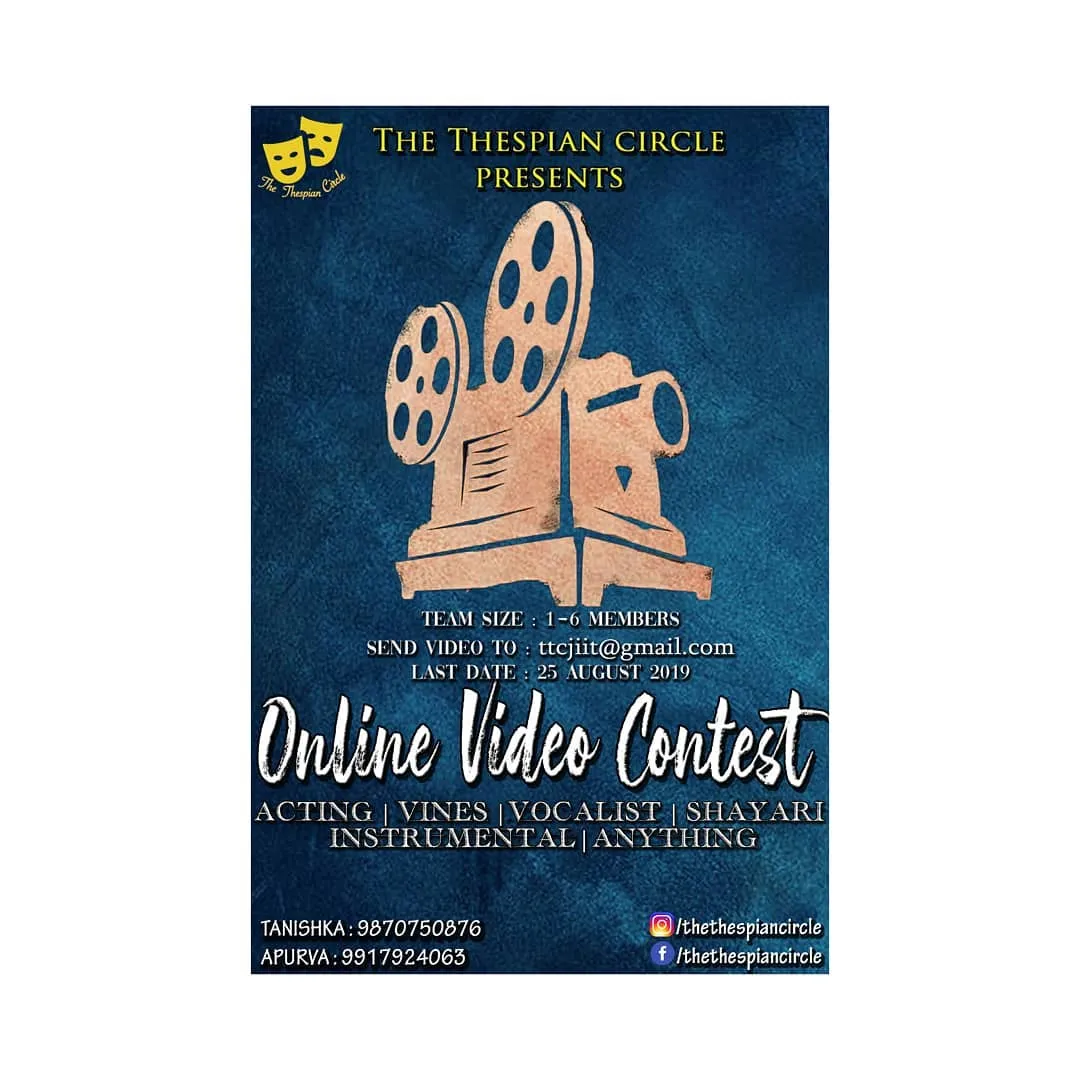 The Thespian Circle
THE THESPIAN CIRCLE
PRESENTS
TEAM SIZE : 1-6 MEMBERS
SEND VIDEO TO : ttcjiit@gmail.com
LAST DATE : 25 AUGUST 2019
Online Video Contest
ACTING | VINES | VOCALIST | SHAYARI
INSTRUMENTAL | ANYTHING
TANISHKA : 9870750876
APURVA : 9917924063
/thethespiancircle
/thethespiancircle